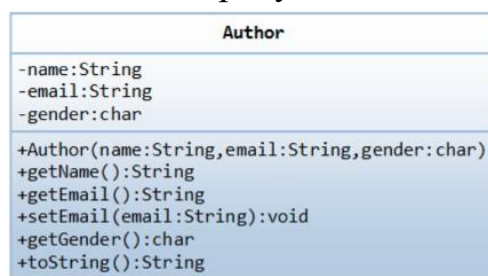 Author
-name:String
-email:String
-gender:char
+Author(name:String,email:String,gender:char)
+getName():String
+getEmail():String
+setEmail(email:String):void
+getGender():char
+toString():String